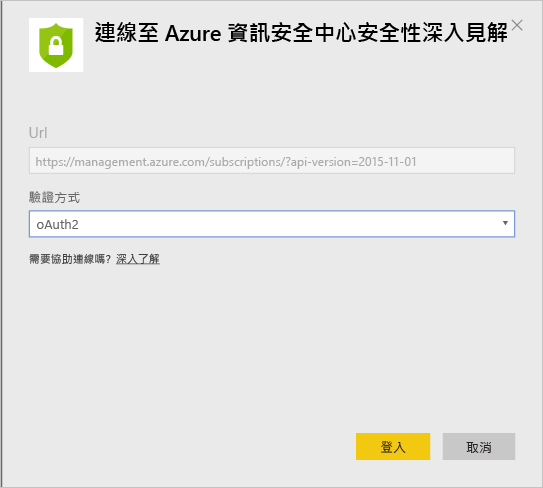 連線至 Azure 資訊安全中心安全性深入見解
Url
https://management.azure.com/subscriptions/?api-version=2015-11-01
驗證方式
oAuth2
需要協助連線嗎? 深入了解
登入 取消